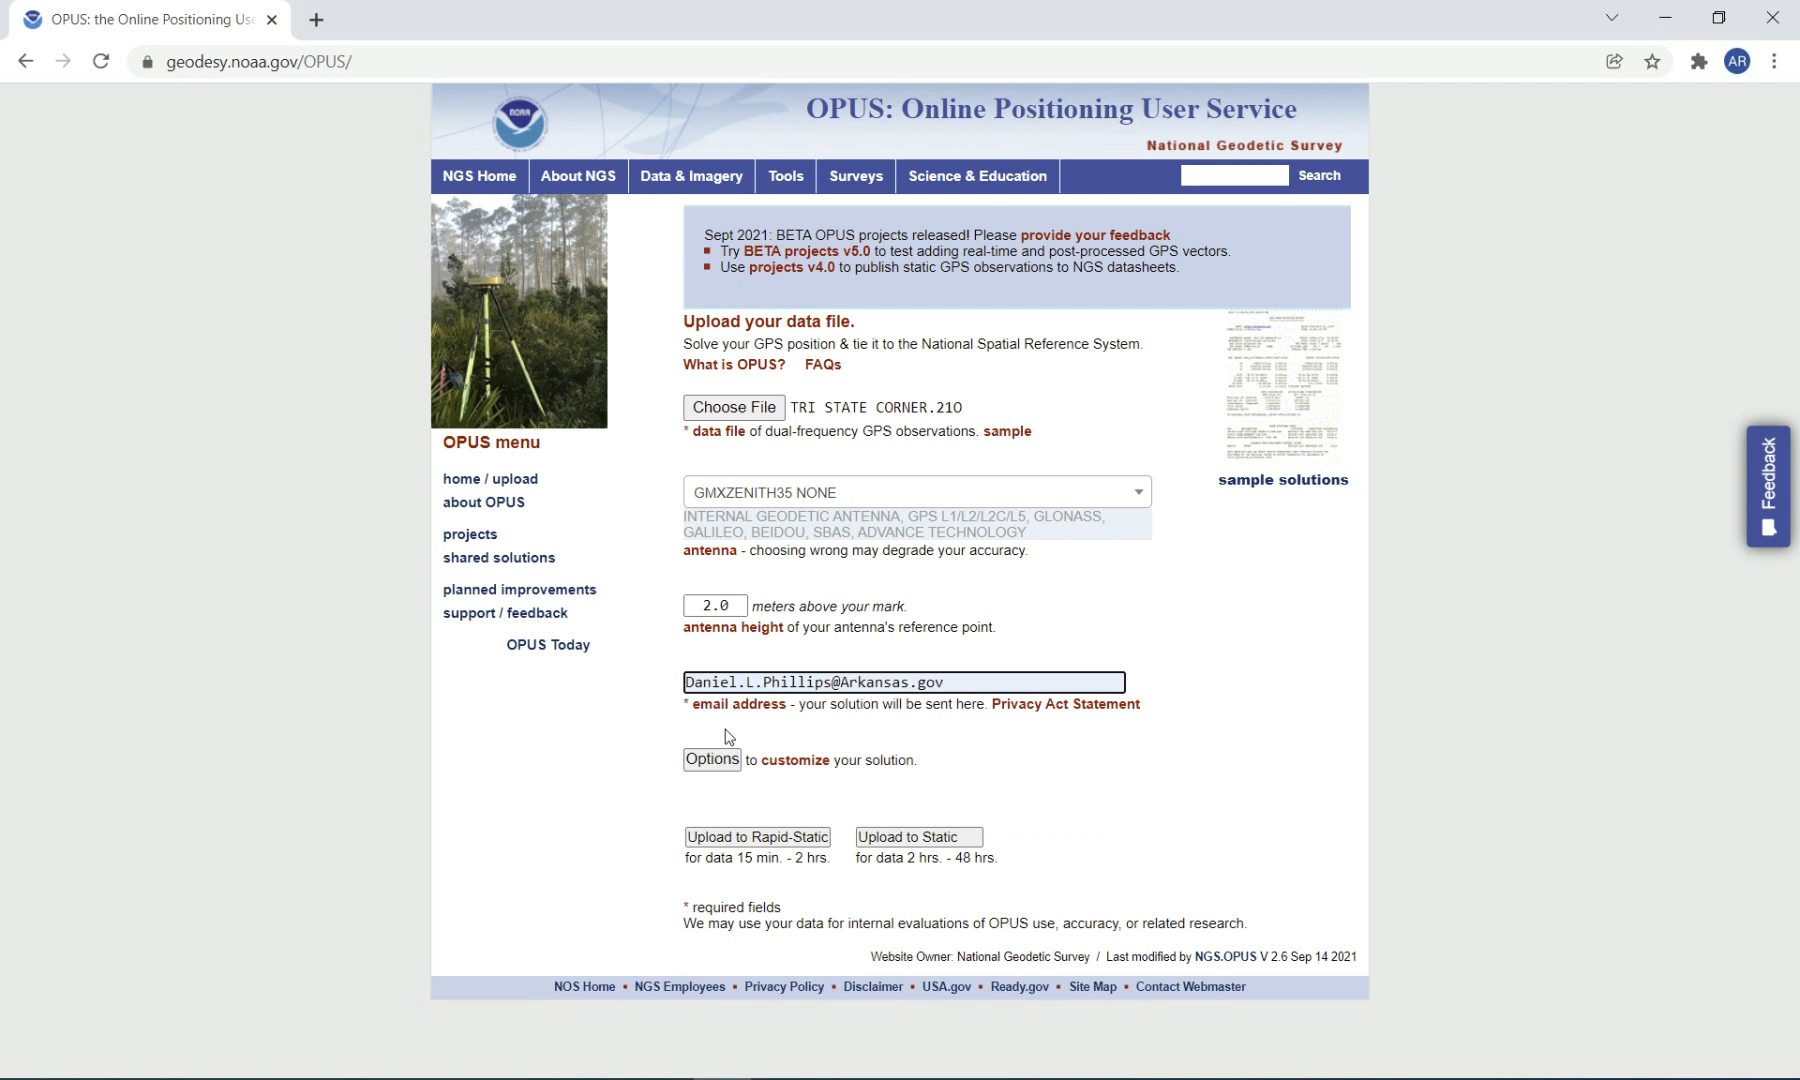 OPUS: the Online Positioning Use
geodesy.noaa.gov/OPUS/
AR
NOAA
OPUS: Online Positioning User Service
National Geodetic Survey
NGS Home
About NGS
Data & Imagery
Tools
Surveys
Science & Education
Search
Sept 2021: BETA OPUS projects released! Please provide your feedback
Try BETA projects v5.0 to test adding real-time and post-processed GPS vectors.
Use projects v4.0 to publish static GPS observations to NGS datasheets.
Upload your data file.
Solve your GPS position & tie it to the National Spatial Reference System.
What is OPUS? FAQs
Choose File TRI STATE CORNER.21O
* data file of dual-frequency GPS observations. sample
OPUS menu
home / upload
about OPUS
projects
shared solutions
planned improvements
support / feedback
OPUS Today
sample solutions
GMXZENITH35 NONE
INTERNAL GEODETIC ANTENNA, GPS L1/L2/L2C/L5, GLONASS,
GALILEO, BEIDOU, SBAS, ADVANCE TECHNOLOGY
antenna - choosing wrong may degrade your accuracy.
2.0 meters above your mark.
antenna height of your antenna's reference point.
Daniel.L.Phillips@Arkansas.gov
* email address - your solution will be sent here. Privacy Act Statement
Options to customize your solution.
Upload to Rapid-Static
Upload to Static
for data 15 min. - 2 hrs.
for data 2 hrs. - 48 hrs.
* required fields
We may use your data for internal evaluations of OPUS use, accuracy, or related research.
Website Owner: National Geodetic Survey / Last modified by NGS.OPUS V 2.6 Sep 14 2021
NOS Home ▪ NGS Employees ▪ Privacy Policy ▪ Disclaimer ▪ USA.gov ▪ Ready.gov ▪ Site Map ▪ Contact Webmaster
Feedback